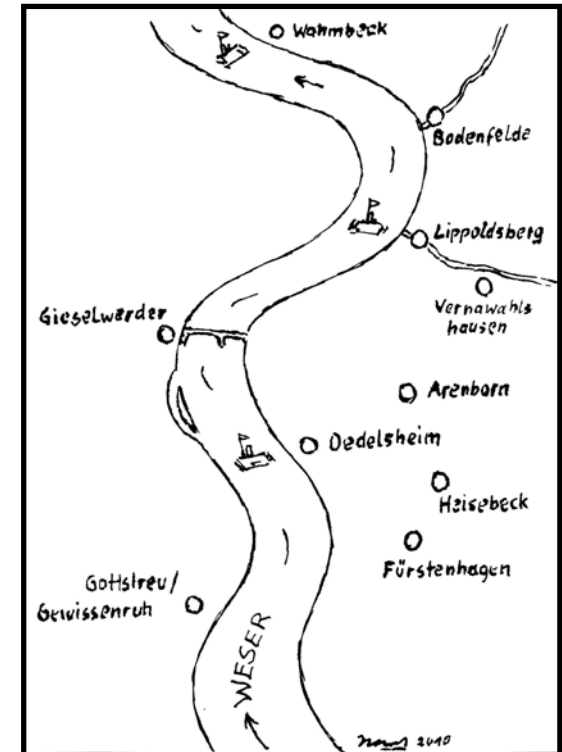 Wahmbeck
Bodenfelde
Lippoldsberg
Vernawahls
hausen
Gieselwerder
Arenborn
Oedelsheim
Heisebeck
Fürstenhagen
Gottstreu/
Gewissenruh
WESER
2010